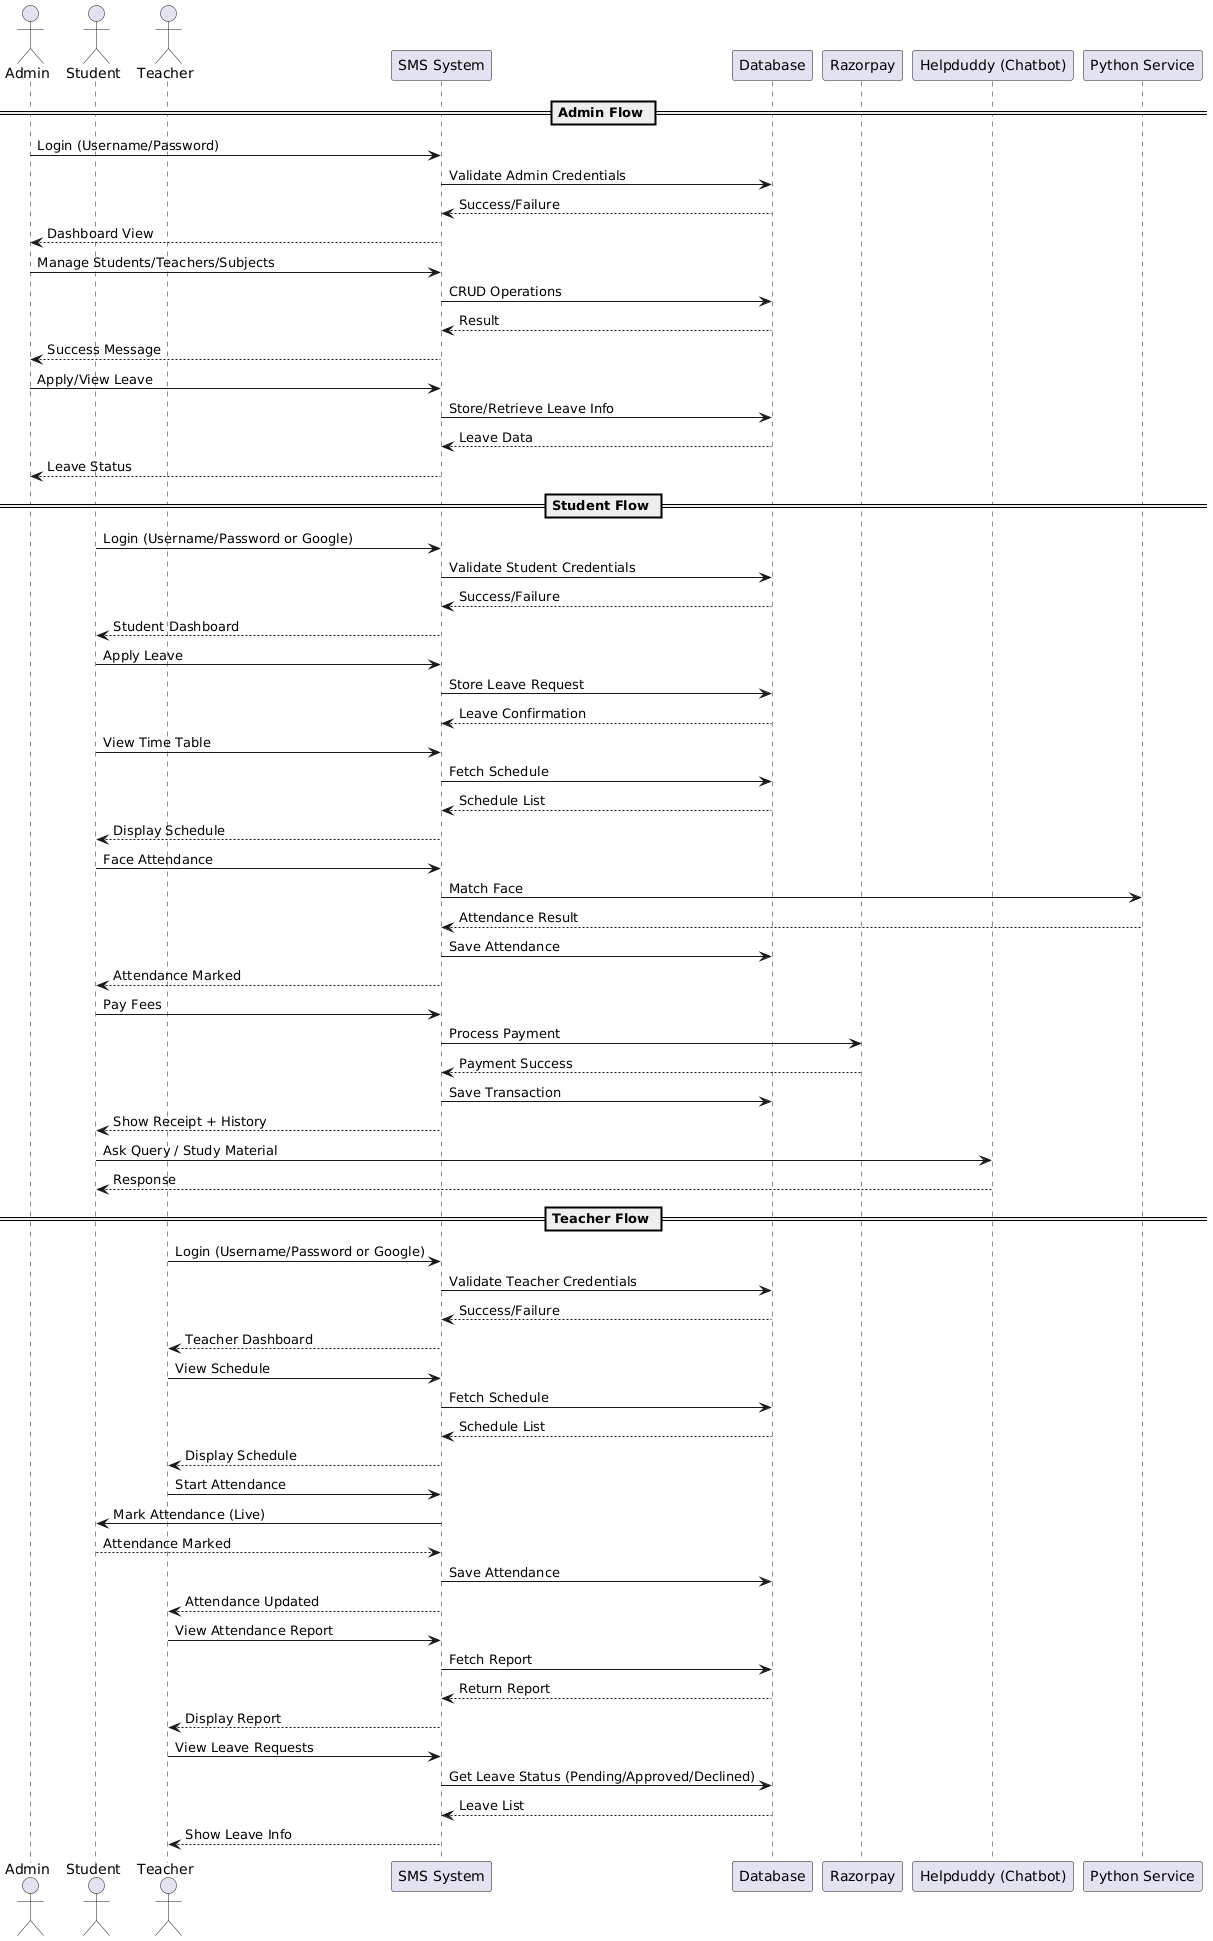 Admin Student Teacher SMS System Database Razorpay Helpduddy (Chatbot) Python Service
Admin Flow
Login (Username/Password)
Validate Admin Credentials
Success/Failure
Dashboard View
Manage Students/Teachers/Subjects
CRUD Operations
Result
Success Message
Apply/View Leave
Store/Retrieve Leave Info
Leave Data
Leave Status
Student Flow
Login (Username/Password or Google)
Validate Student Credentials
Success/Failure
Student Dashboard
Apply Leave
Store Leave Request
Leave Confirmation
View Time Table
Fetch Schedule
Schedule List
Display Schedule
Face Attendance
Match Face
Attendance Result
Save Attendance
Attendance Marked
Pay Fees
Process Payment
Payment Success
Save Transaction
Show Receipt + History
Ask Query / Study Material
Response
Teacher Flow
Login (Username/Password or Google)
Validate Teacher Credentials
Success/Failure
Teacher Dashboard
View Schedule
Fetch Schedule
Schedule List
Display Schedule
Start Attendance
Mark Attendance (Live)
Attendance Marked
Save Attendance
Attendance Updated
View Attendance Report
Fetch Report
Return Report
Display Report
View Leave Requests
Get Leave Status (Pending/Approved/Declined)
Leave List
Show Leave Info
Admin Student Teacher SMS System Database Razorpay Helpduddy (Chatbot) Python Service